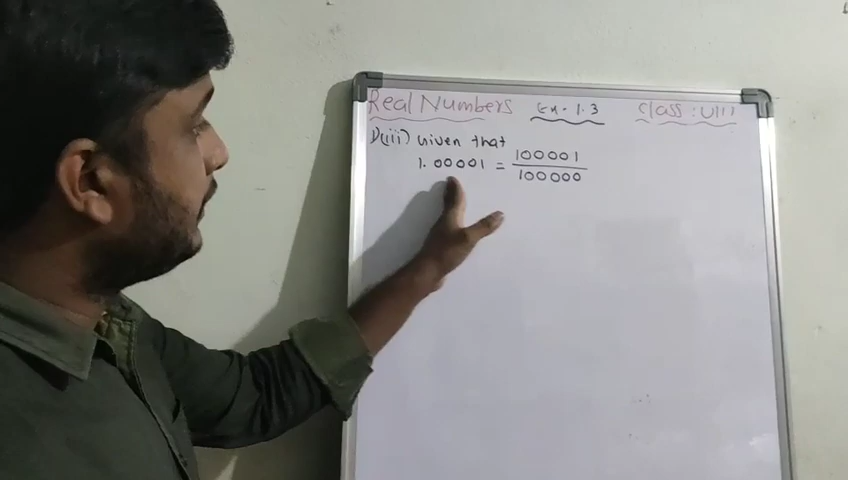 Real Numbers Ex-1.3 Class: VIII
1)(iii) Given that
1.00001 = 100001/100000